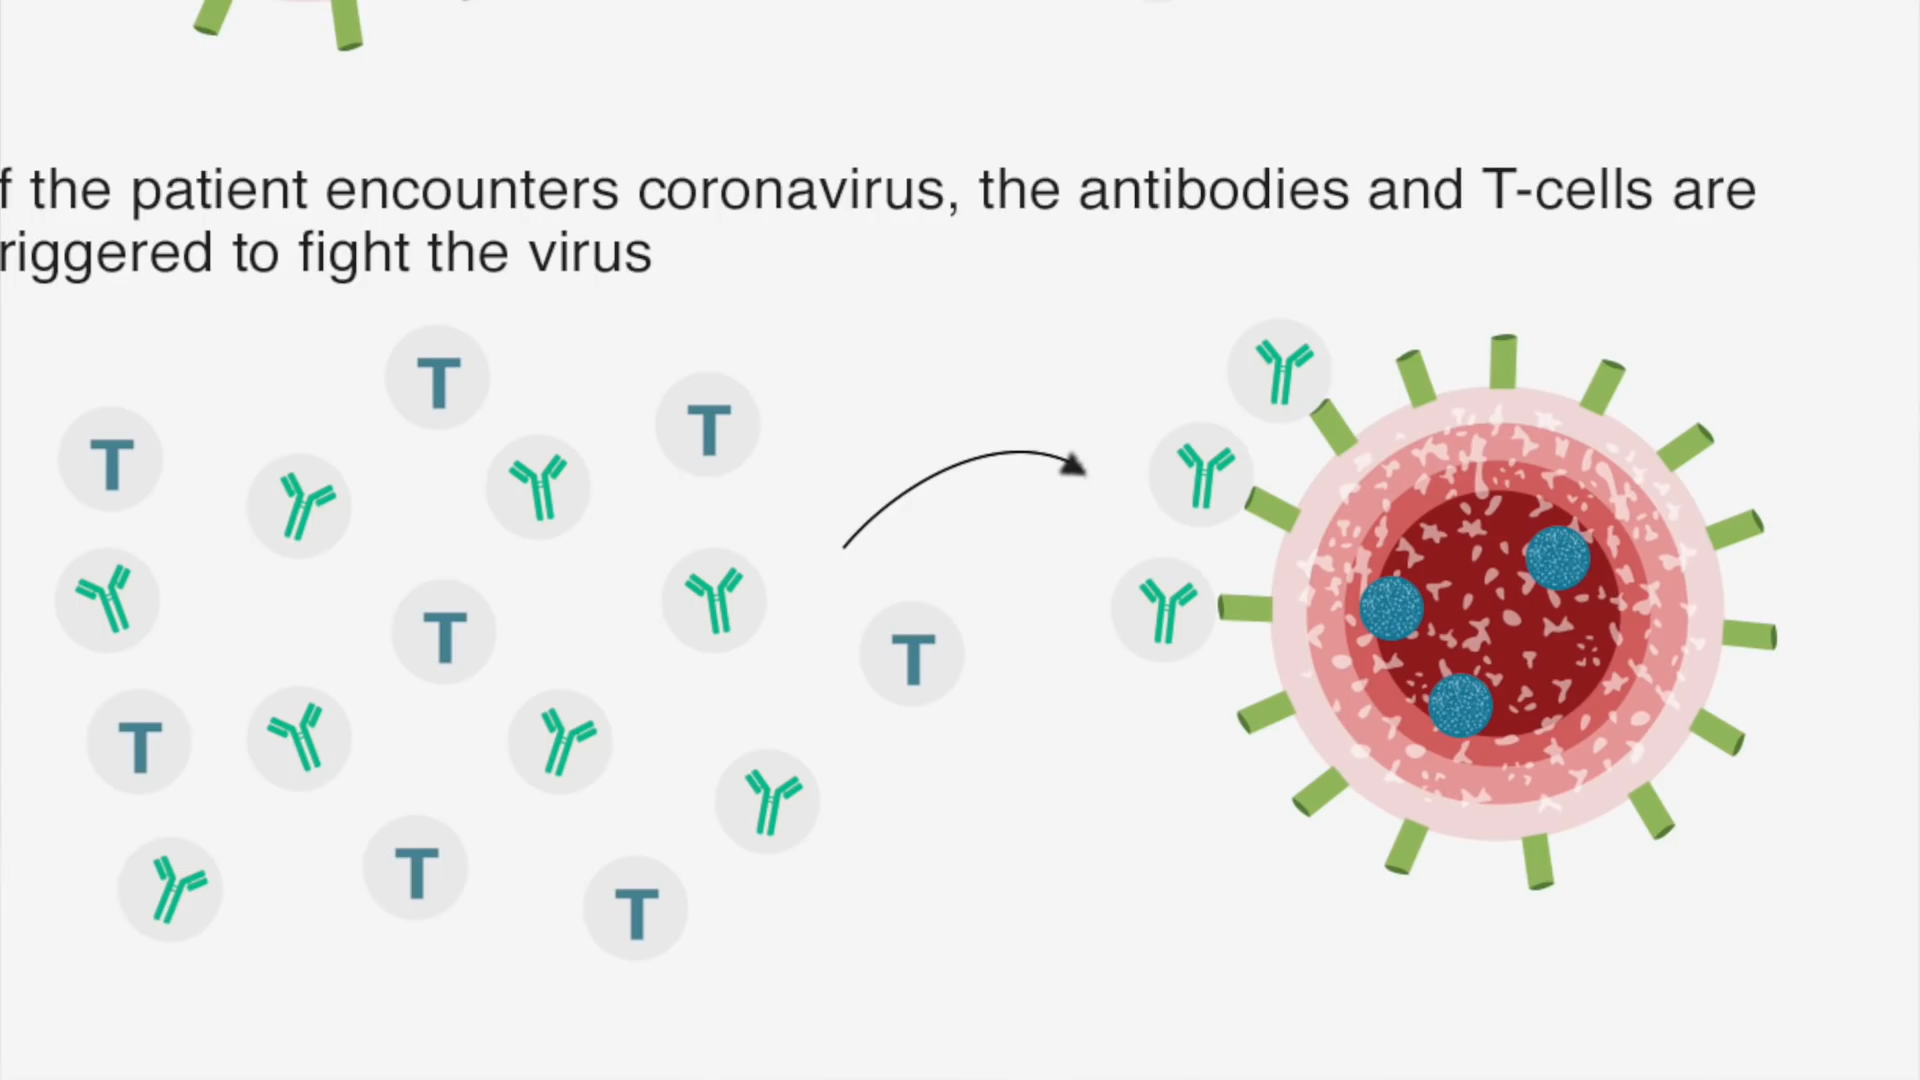 f the patient encounters coronavirus, the antibodies and T-cells are
riggered to fight the virus
T
T
T
T
T
T
T
T